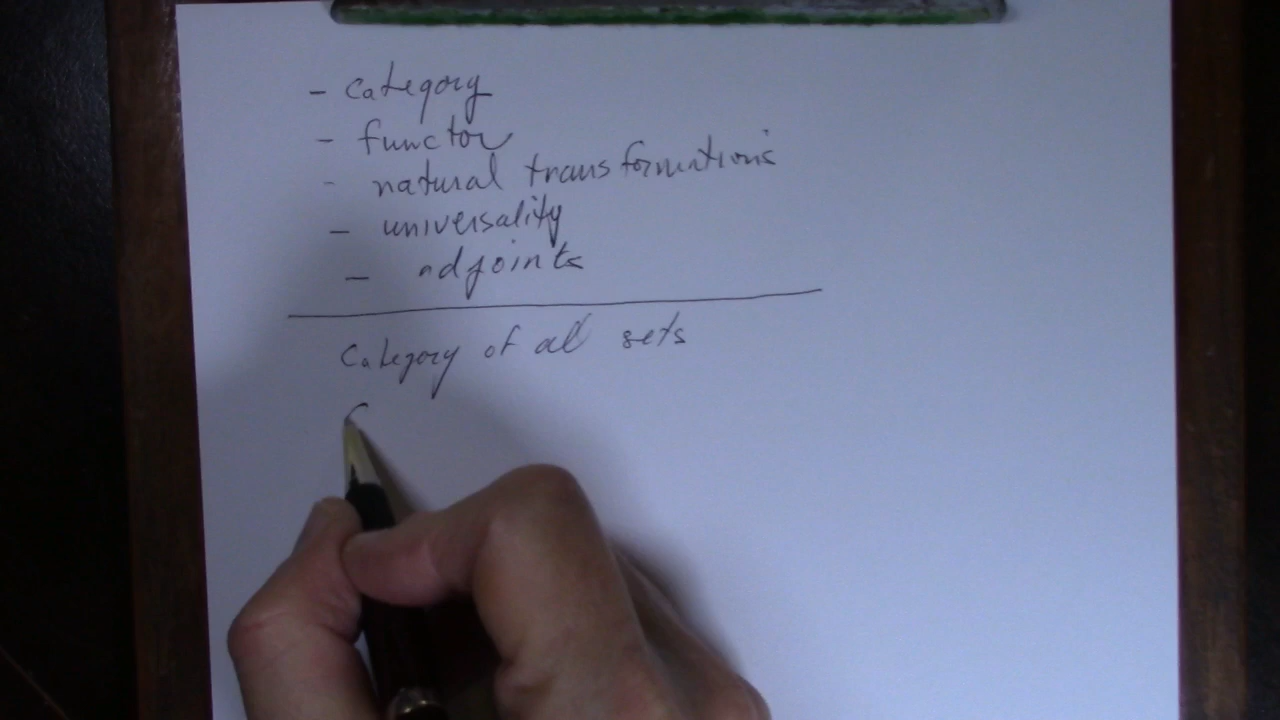 - category
- functor
- natural transformations
- universality
- adjoints
Category of all sets
C